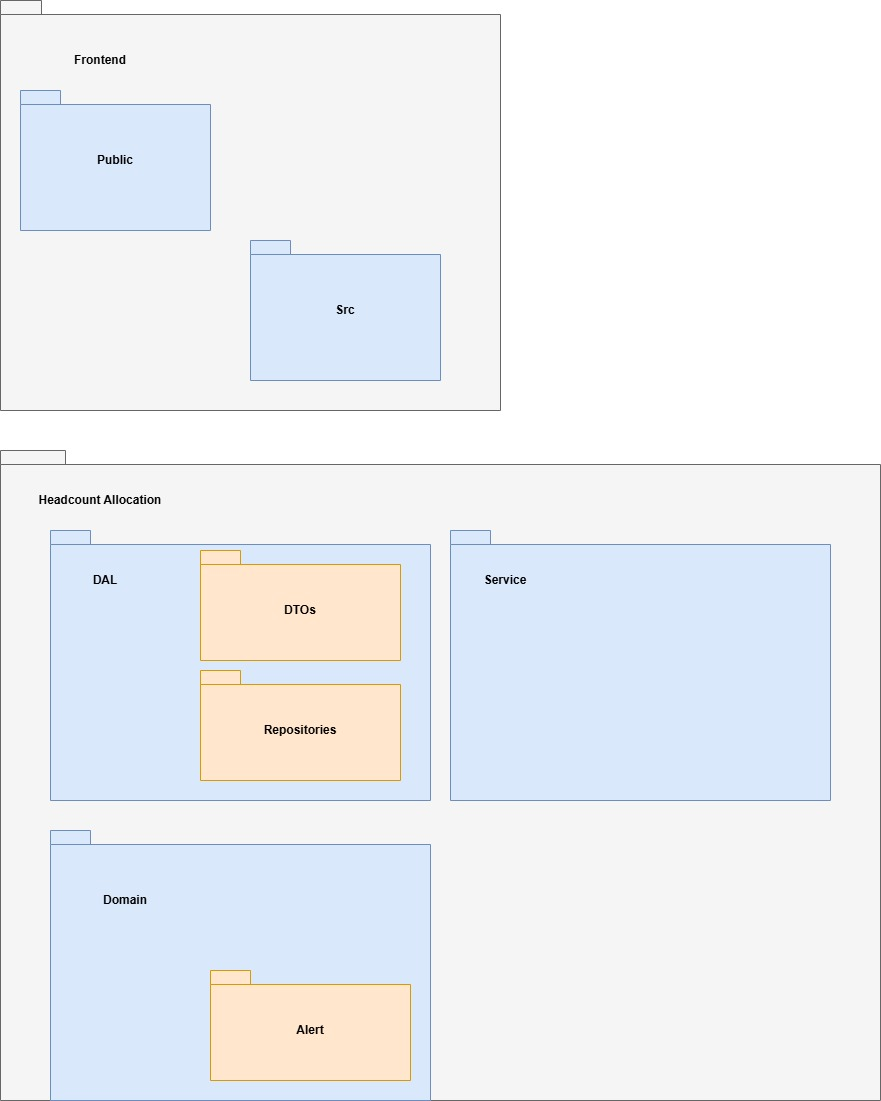 Frontend
Public
Src
Headcount Allocation
DAL
DTOs
Repositories
Service
Domain
Alert